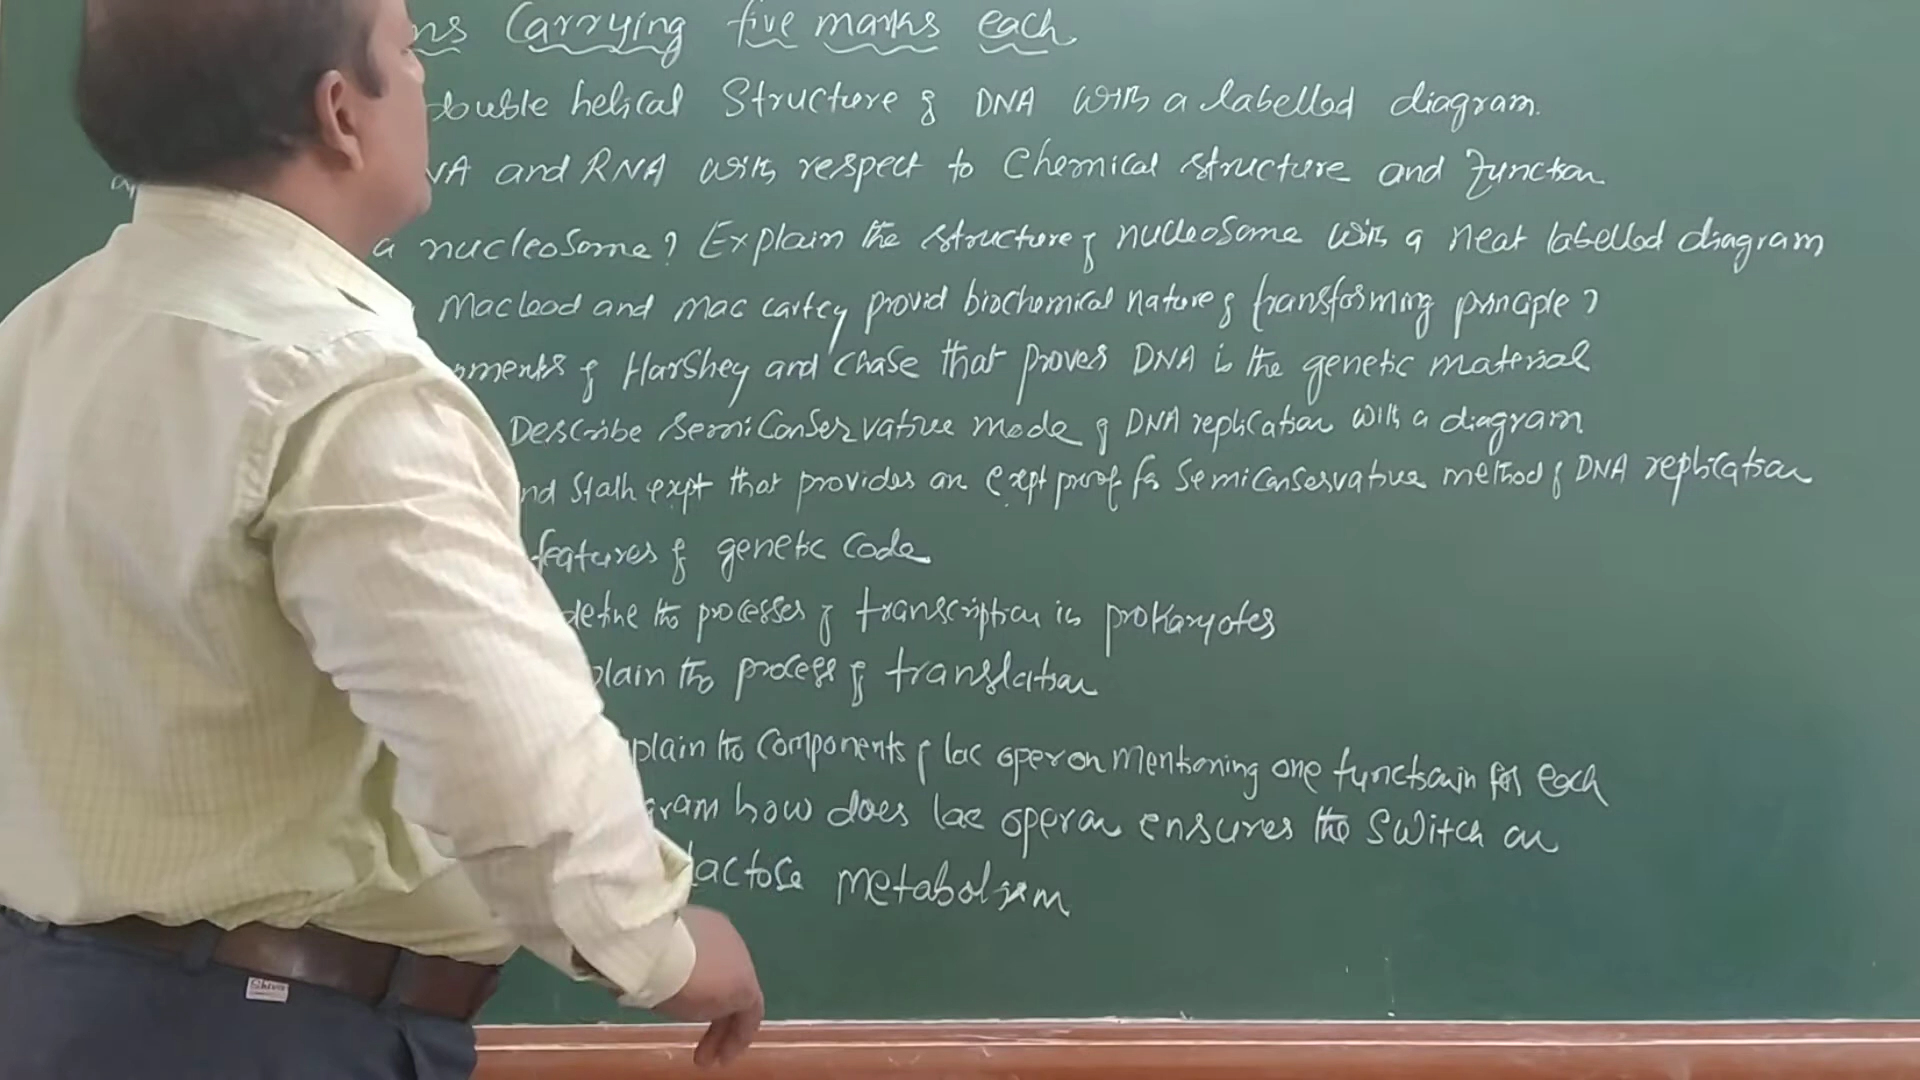 ns Carrying five marks each
double helical Structure of DNA with a labelled diagram.
NA and RNA with respect to Chemical structure and function
a nucleosome? Explain the structure of nucleosome with a neat labelled diagram
Macleod and Mac cartey provid biochemical nature of transforming principle?
nments of Harshey and chase that proves DNA is the genetic material
Describe semiConservative mode of DNA replication with a diagram
nd Stalh expt that provides an expt proof for Semiconservative method of DNA replication
features of genetic code
define the processes of transcription in prokaryotes
plain the process of translation
plain the components of lac operon mentioning one function for each
gram how does lac operon ensures the switch on
lactose metabolism